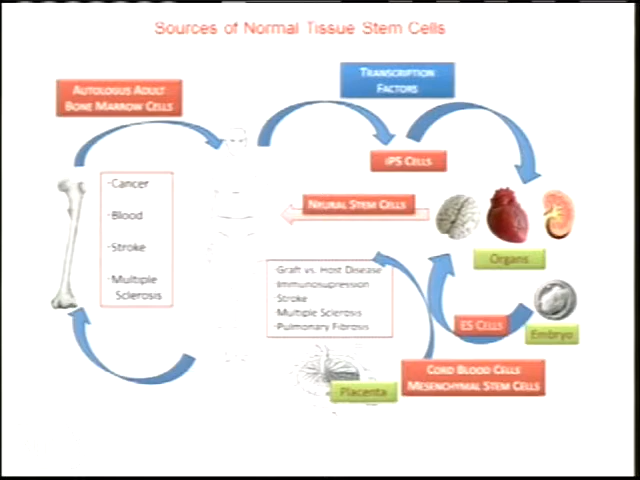 Sources of Normal Tissue Stem Cells
TRANSCRIPTION
FACTORS
AUTOLOGUS ADULT
BONE MARROW CELLS
iPS CELLS
·Cancer
·Blood
·Stroke
·Multiple
Sclerosis
NEURAL STEM CELLS
Organs
·Graft vs. Host Disease
·Immunosupression
·Stroke
·Multiple Sclerosis
·Pulmonary Fibrosis
ES CELLS
Embryo
CORD BLOOD CELLS
MESENCHYMAL STEM CELLS
Placenta